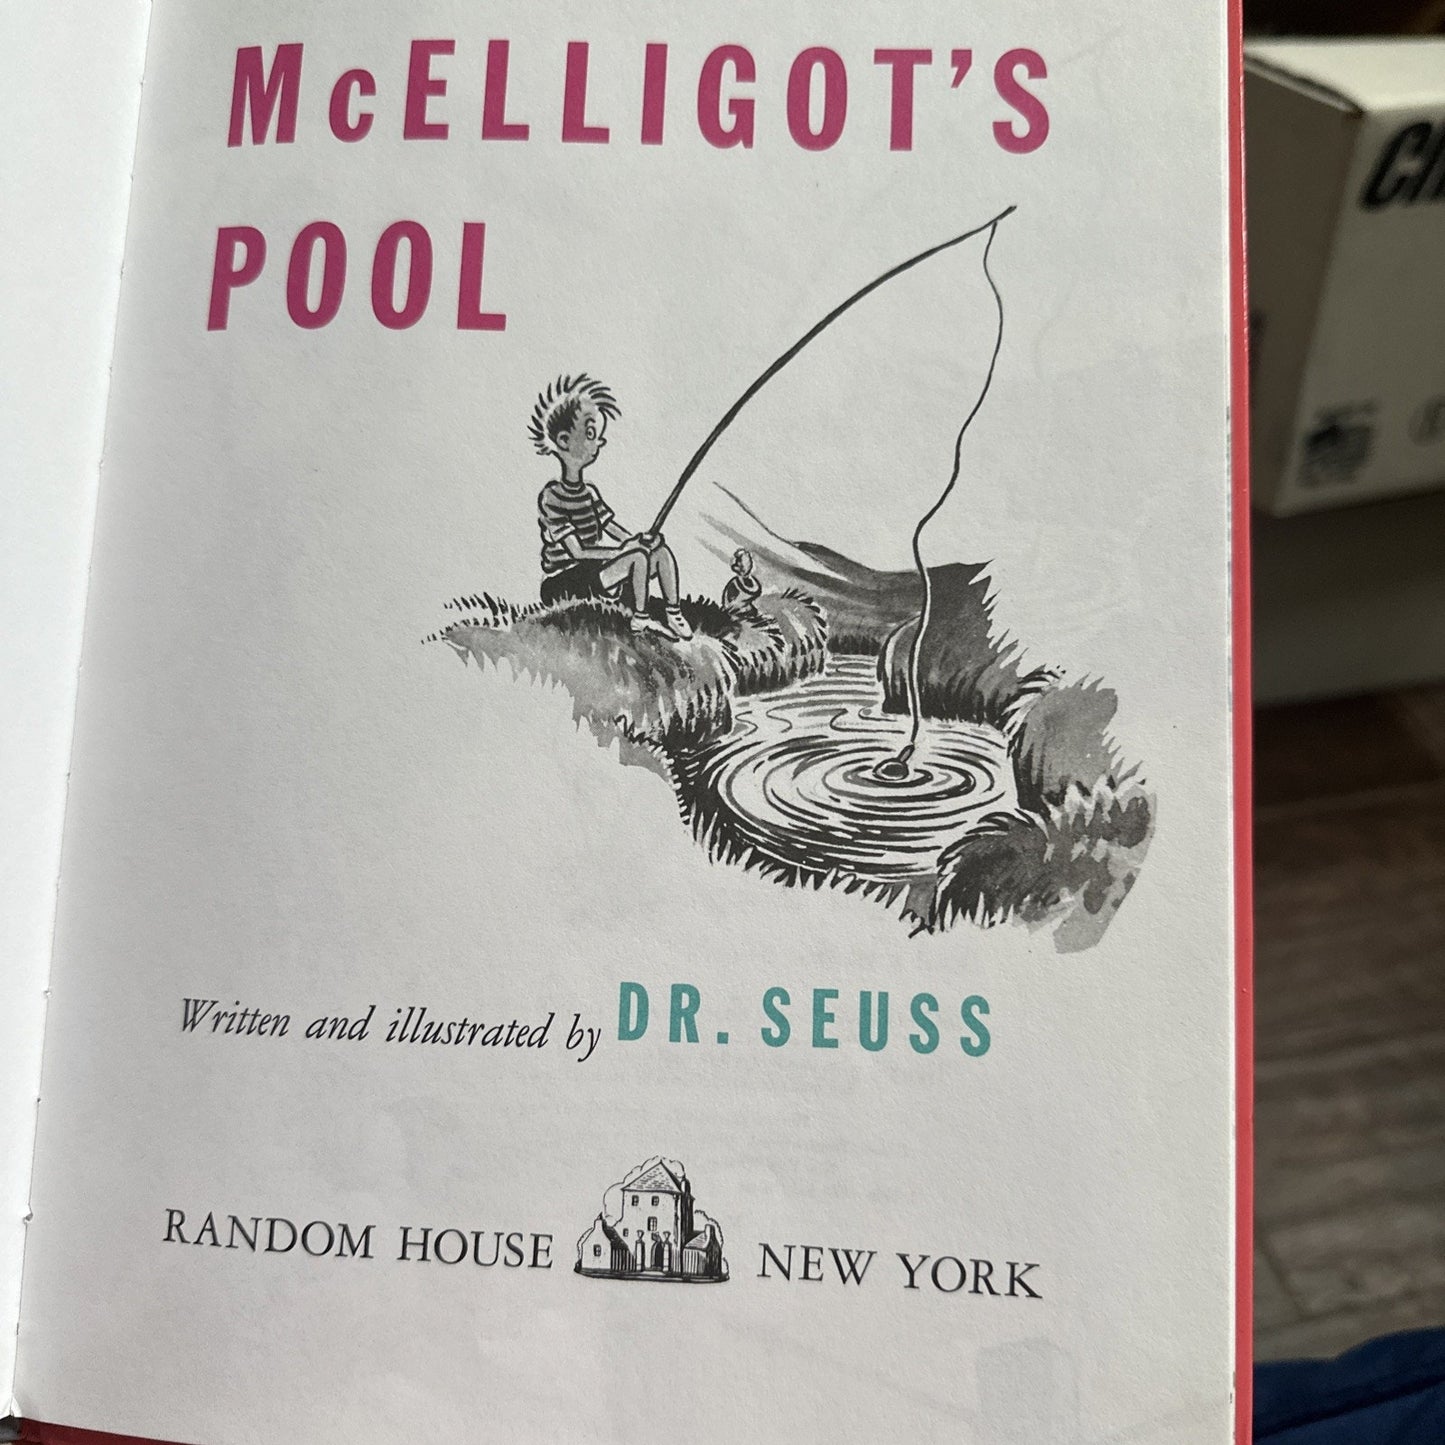 McELLIGOT'S
POOL
Written and illustrated by DR. SEUSS
RANDOM HOUSE NEW YORK